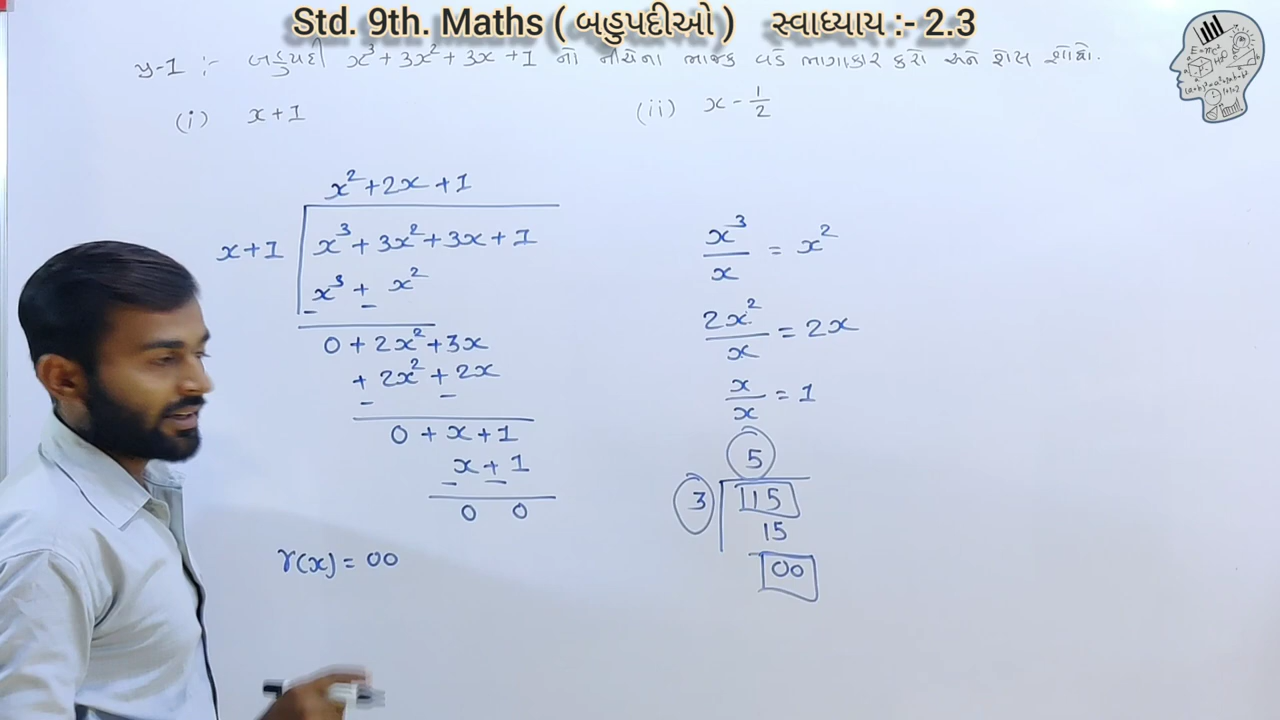 Std. 9th. Maths ( બહુપદીઓ ) સ્વાધ્યાય :- 2.3
પ્ર-1 :- બહુપદી x³ + 3x² + 3x + 1 નો નીચેના ભાજક વડે ભાગાકાર કરો અને શેષ શોધો.
(i) x + 1
(ii) x - 1/2
x² + 2x + 1
x + 1 x³ + 3x² + 3x + 1
x³ + x²
- -
0 + 2x² + 3x
+ 2x² + 2x
- -
0 + x + 1
x + 1
- -
0 0
r(x) = 00
x³/x = x²
2x²/x = 2x
x/x = 1
5
3 15
15
00
E=mc²